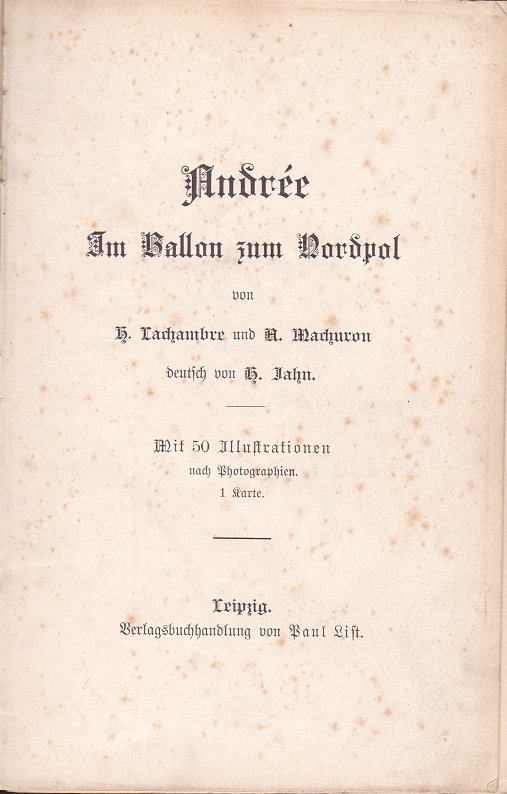 Andrée
Im Ballon zum Nordpol
von
H. Lachambre und A. Machuron
deutsch von H. Jahn.
Mit 50 Illustrationen
nach Photographien.
1 Karte.
Leipzig.
Verlagsbuchhandlung von Paul List.